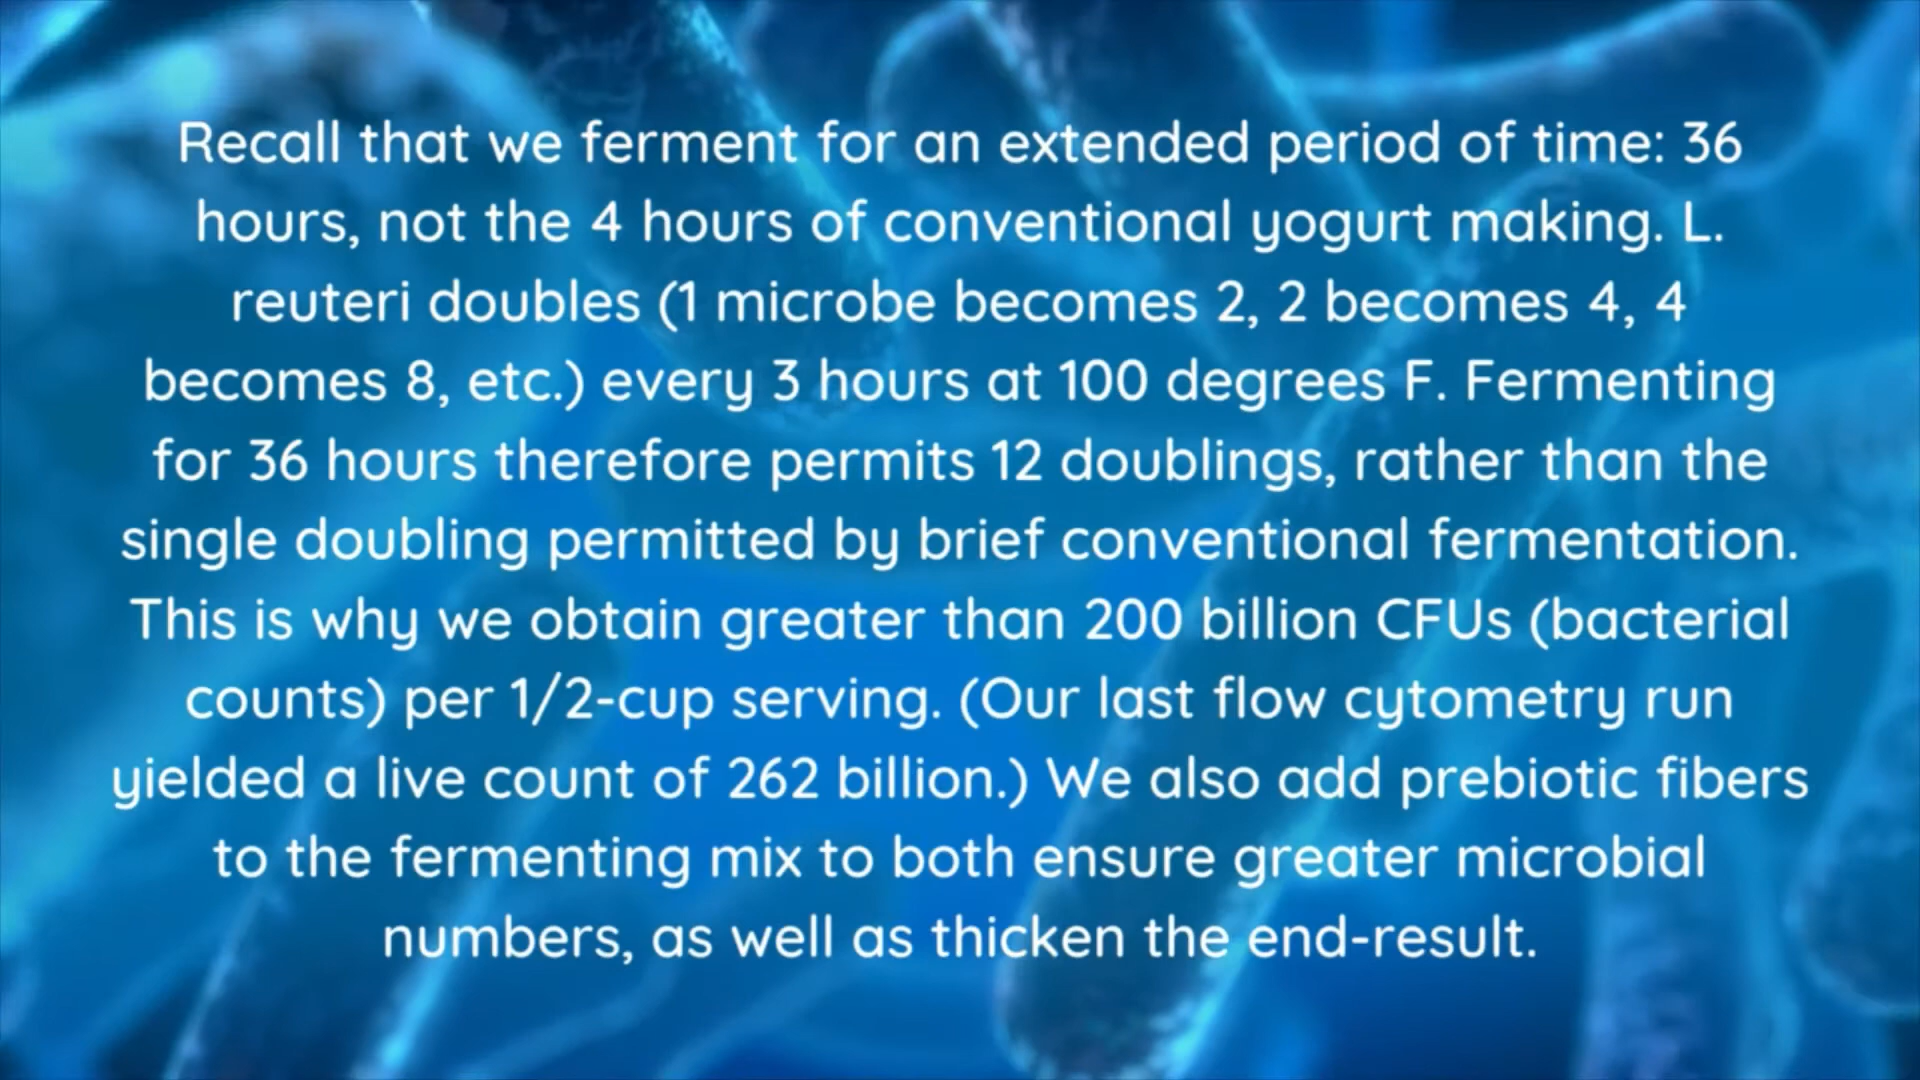 Recall that we ferment for an extended period of time: 36
hours, not the 4 hours of conventional yogurt making. L.
reuteri doubles (1 microbe becomes 2, 2 becomes 4, 4
becomes 8, etc.) every 3 hours at 100 degrees F. Fermenting
for 36 hours therefore permits 12 doublings, rather than the
single doubling permitted by brief conventional fermentation.
This is why we obtain greater than 200 billion CFUs (bacterial
counts) per 1/2-cup serving. (Our last flow cytometry run
yielded a live count of 262 billion.) We also add prebiotic fibers
to the fermenting mix to both ensure greater microbial
numbers, as well as thicken the end-result.